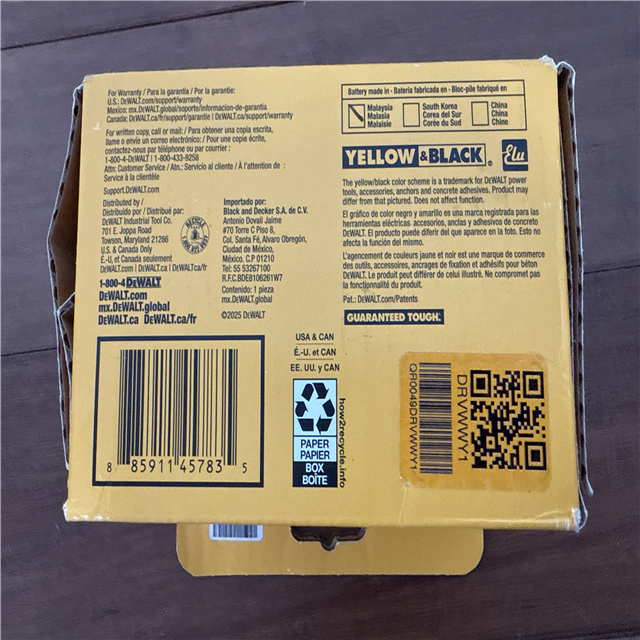 For Warranty / Para la garantía / Por la garantie:
U.S.: DEWALT.com/support/warranty
Mexico: mx.DEWALT.global/soporte/informacion-de-garantia
Canada: DEWALT.ca/fr/support/garantie | DEWALT.ca/support/warranty
For written copy, call or mail: / Para obtener una copia escrita,
llame o envíe un correo electrónico: / Pour une copie écrite,
contactez-nous par téléphone ou par courrier :
1-800-4-DEWALT | 1-800-433-9258
Attn: Customer Service / Atn.: Servicio al cliente / À l'attention de :
Service à la clientèle
Support.DEWALT.com
Distributed by /
Distribuido por / Distribué par:
DEWALT Industrial Tool Co.
701 E. Joppa Road
Towson, Maryland 21286
U.S. & Canada Only
É.-U. et Canada seulement
DEWALT.com | DEWALT.ca | DEWALT.ca/fr
1-800-4-DEWALT
DEWALT.com
mx.DEWALT.global
DEWALT.ca DEWALT.ca/fr
Importado por:
Black and Decker S.A. de C.V.
Antonio Dovali Jaime
#70 Torre C Piso 8,
Col. Santa Fé, Alvaro Obregón,
Ciudad de México,
México. C.P 01210
Tel: 55 53267100
R.F.C.BDE8106261W7
Contenido: 1 pieza
mx.DEWALT.global
©2025 DEWALT
Battery made in - Batería fabricada en - Bloc-pile fabriqué en
Malaysia
Malasia
Malaisie
South Korea
Corea del Sur
Corée du Sud
China
China
Chine
YELLOW & BLACK ® Elu
The yellow/black color scheme is a trademark for DEWALT power
tools, accessories, anchors and concrete adhesives. Product may
differ from that pictured. Does not affect function.
El gráfico de color negro y amarillo es una marca registrada para las
herramientas eléctricas accesorios, anclas y adhesivos de concreto
DEWALT. El producto puede diferir del que aparece en la foto. Esto no
afecta la función del mismo.
L'agencement de couleurs jaune et noir est une marque de commerce
des outils, accessoires, ancrages de fixation et adhésifs pour béton
DEWALT. Le produit peut différer de celui illustré. Ne compromet pas
la fonctionnalité du produit.
Pat.: DEWALT.com/Patents
GUARANTEED TOUGH.
8 85911 45783 5
USA & CAN
É.-U. et CAN
EE. UU. y CAN
PAPER
PAPIER
BOX
BOÎTE
how2recycle.info
QR0049DRVWWWY1
DRVWWWY1